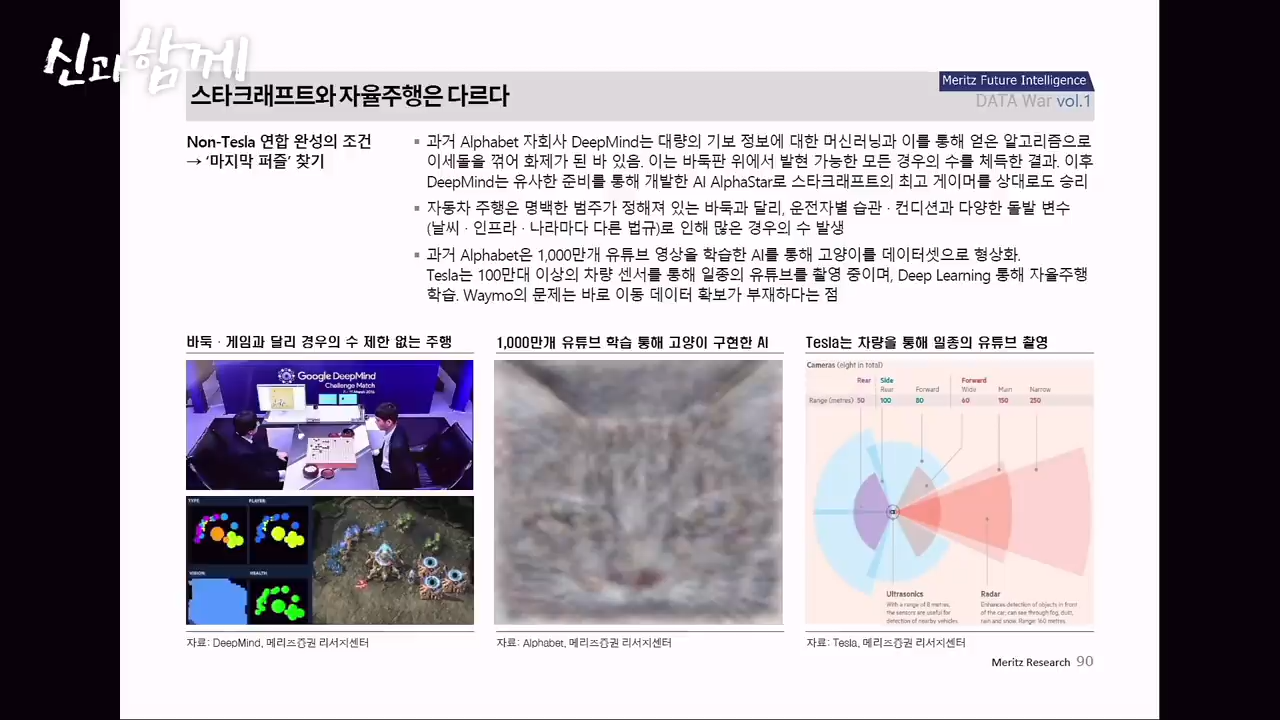 신과함께
Meritz Future Intelligence
DATA War vol.1
스타크래프트와 자율주행은 다르다
Non-Tesla 연합 완성의 조건
→ ‘마지막 퍼즐’ 찾기
▪ 과거 Alphabet 자회사 DeepMind는 대량의 기보 정보에 대한 머신러닝과 이를 통해 얻은 알고리즘으로
이세돌을 꺾어 화제가 된 바 있음. 이는 바둑판 위에서 발현 가능한 모든 경우의 수를 체득한 결과. 이후
DeepMind는 유사한 준비를 통해 개발한 AI AlphaStar로 스타크래프트의 최고 게이머를 상대로도 승리
▪ 자동차 주행은 명백한 범주가 정해져 있는 바둑과 달리, 운전자별 습관 · 컨디션과 다양한 돌발 변수
(날씨 · 인프라 · 나라마다 다른 법규)로 인해 많은 경우의 수 발생
▪ 과거 Alphabet은 1,000만개 유튜브 영상을 학습한 AI를 통해 고양이를 데이터셋으로 형상화.
Tesla는 100만대 이상의 차량 센서를 통해 일종의 유튜브를 촬영 중이며, Deep Learning 통해 자율주행
학습. Waymo의 문제는 바로 이동 데이터 확보가 부재하다는 점
바둑 · 게임과 달리 경우의 수 제한 없는 주행
Google DeepMind
Challenge Match
TYPE
PLAYER
VISION
HEALTH
자료: DeepMind, 메리츠증권 리서치센터
1,000만개 유튜브 학습 통해 고양이 구현한 AI
자료: Alphabet, 메리츠증권 리서치센터
Tesla는 차량을 통해 일종의 유튜브 촬영
Cameras (eight in total)
Rear Side Forward
Rear Forward Wide Main Narrow
Range (metres) 50 100 80 60 150 250
Ultrasonics
With a range of 8 metres,
the sensors are useful for
detection of nearby vehicles
Radar
Enhances detection of objects in front
of the car; can see through fog, dust,
rain and snow. Range: 160 metres
자료: Tesla, 메리츠증권 리서치센터
Meritz Research 90